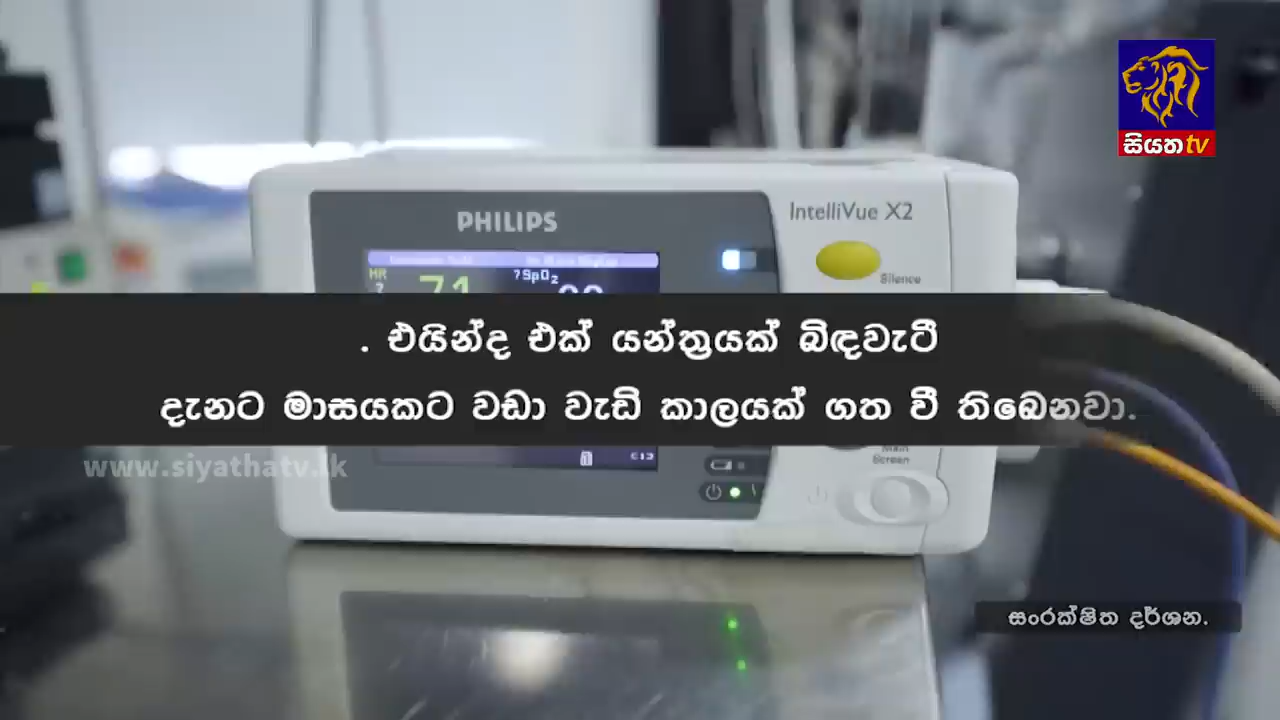 සියත tv
PHILIPS
IntelliVue X2
HR
?SpO₂
?
71
Silence
. එයින්ද එක් යන්ත්‍රයක් බිඳවැටී
දැනට මාසයකට වඩා වැඩි කාලයක් ගත වී තිබෙනවා.
Main
Screen
www.siyathatv.lk
සංරක්ෂිත දර්ශන.